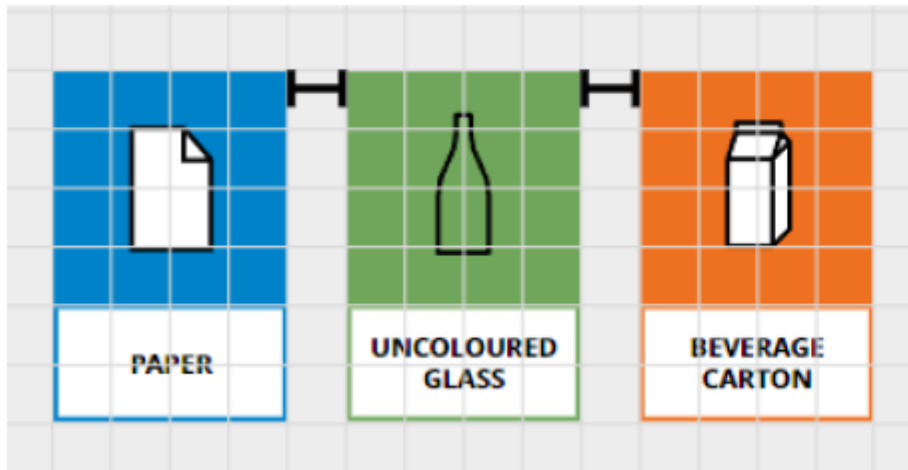 PAPER
UNCOLOURED
GLASS
BEVERAGE
CARTON